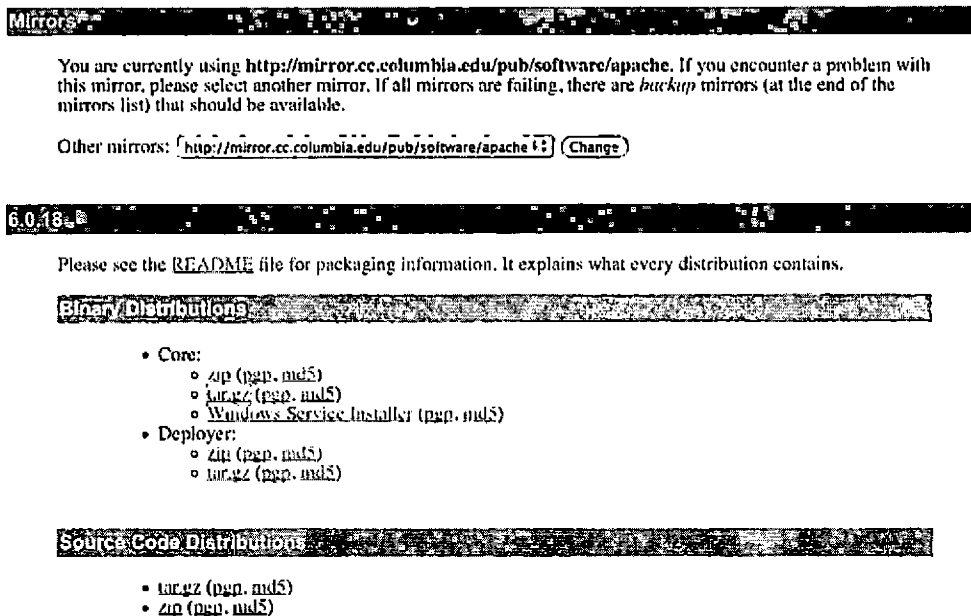 Mirrors
You are currently using http://mirror.cc.columbia.edu/pub/software/apache. If you encounter a problem with
this mirror, please select another mirror. If all mirrors are failing, there are backup mirrors (at the end of the
mirrors list) that should be available.
Other mirrors: http://mirror.cc.columbia.edu/pub/software/apache Change
6.0.18
Please see the README file for packaging information. It explains what every distribution contains.
Binary Distributions
• Core:
o zip (pgp, md5)
o tar.gz (pgp, md5)
o Windows Service Installer (pgp, md5)
• Deployer:
o zip (pgp, md5)
o tar.gz (pgp, md5)
Source Code Distributions
• tar.gz (pgp, md5)
• zip (pgp, md5)